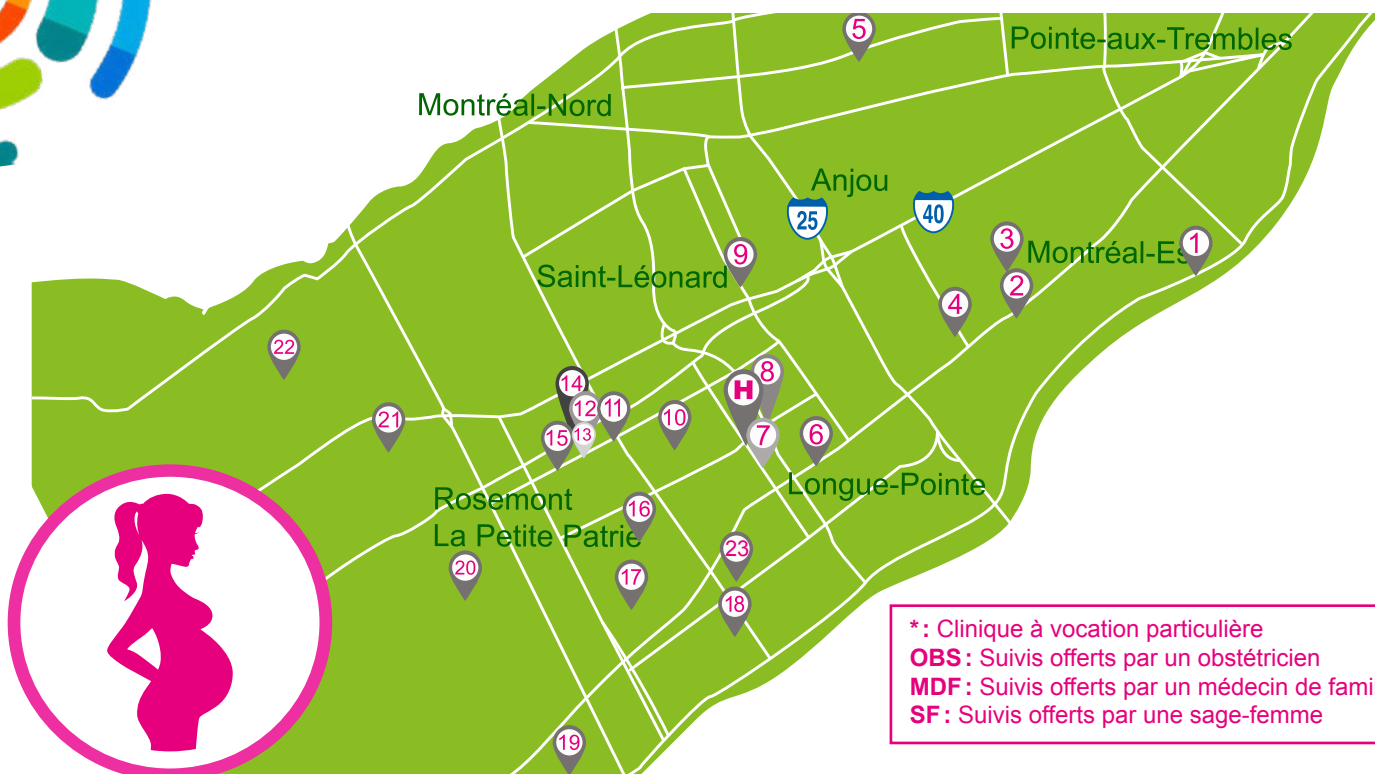 5
Pointe-aux-Trembles
Montréal-Nord
Anjou
25
40
3
1
Montréal-Es
9
Saint-Léonard
2
4
22
14
8
H
12
11
10
21
15
13
7
6
Rosemont
La Petite Patrie
Longue-Pointe
16
23
20
17
18
19
*: Clinique à vocation particulière
OBS: Suivis offerts par un obstétricien
MDF: Suivis offerts par un médecin de fami
SF: Suivis offerts par une sage-femme